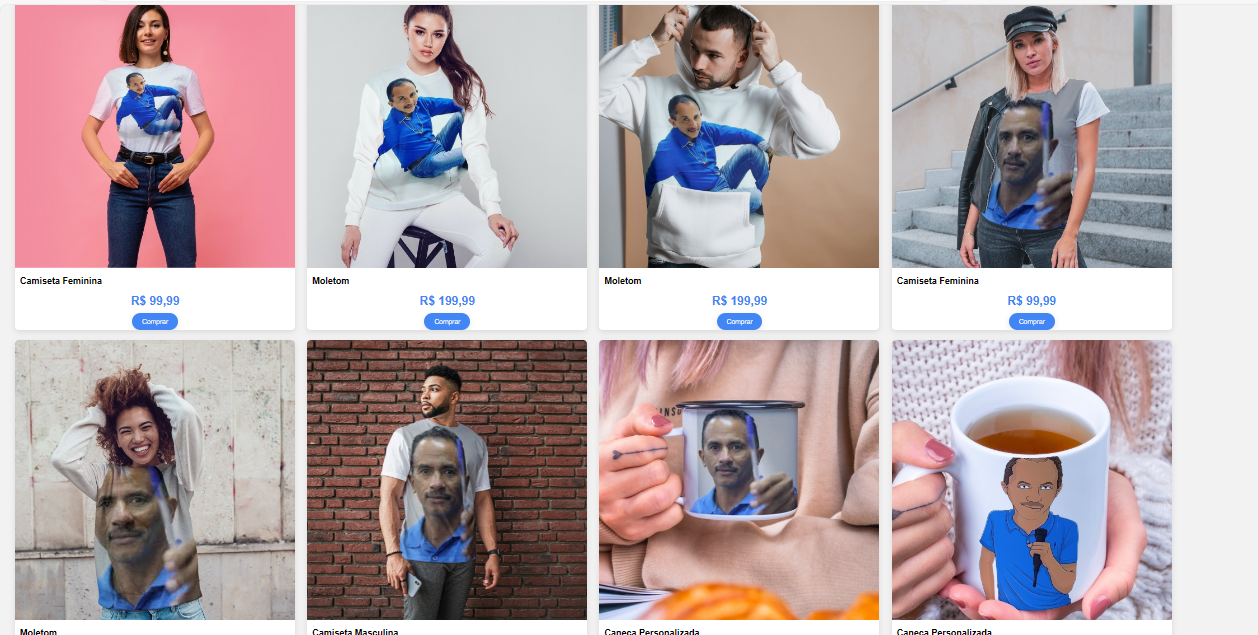 Camiseta Feminina
R$ 99,99
Comprar
Moletom
R$ 199,99
Comprar
Moletom
R$ 199,99
Comprar
Camiseta Feminina
R$ 99,99
Comprar
Moletom
Camiseta Masculina
Caneca Personalizada
Caneca Personalizada